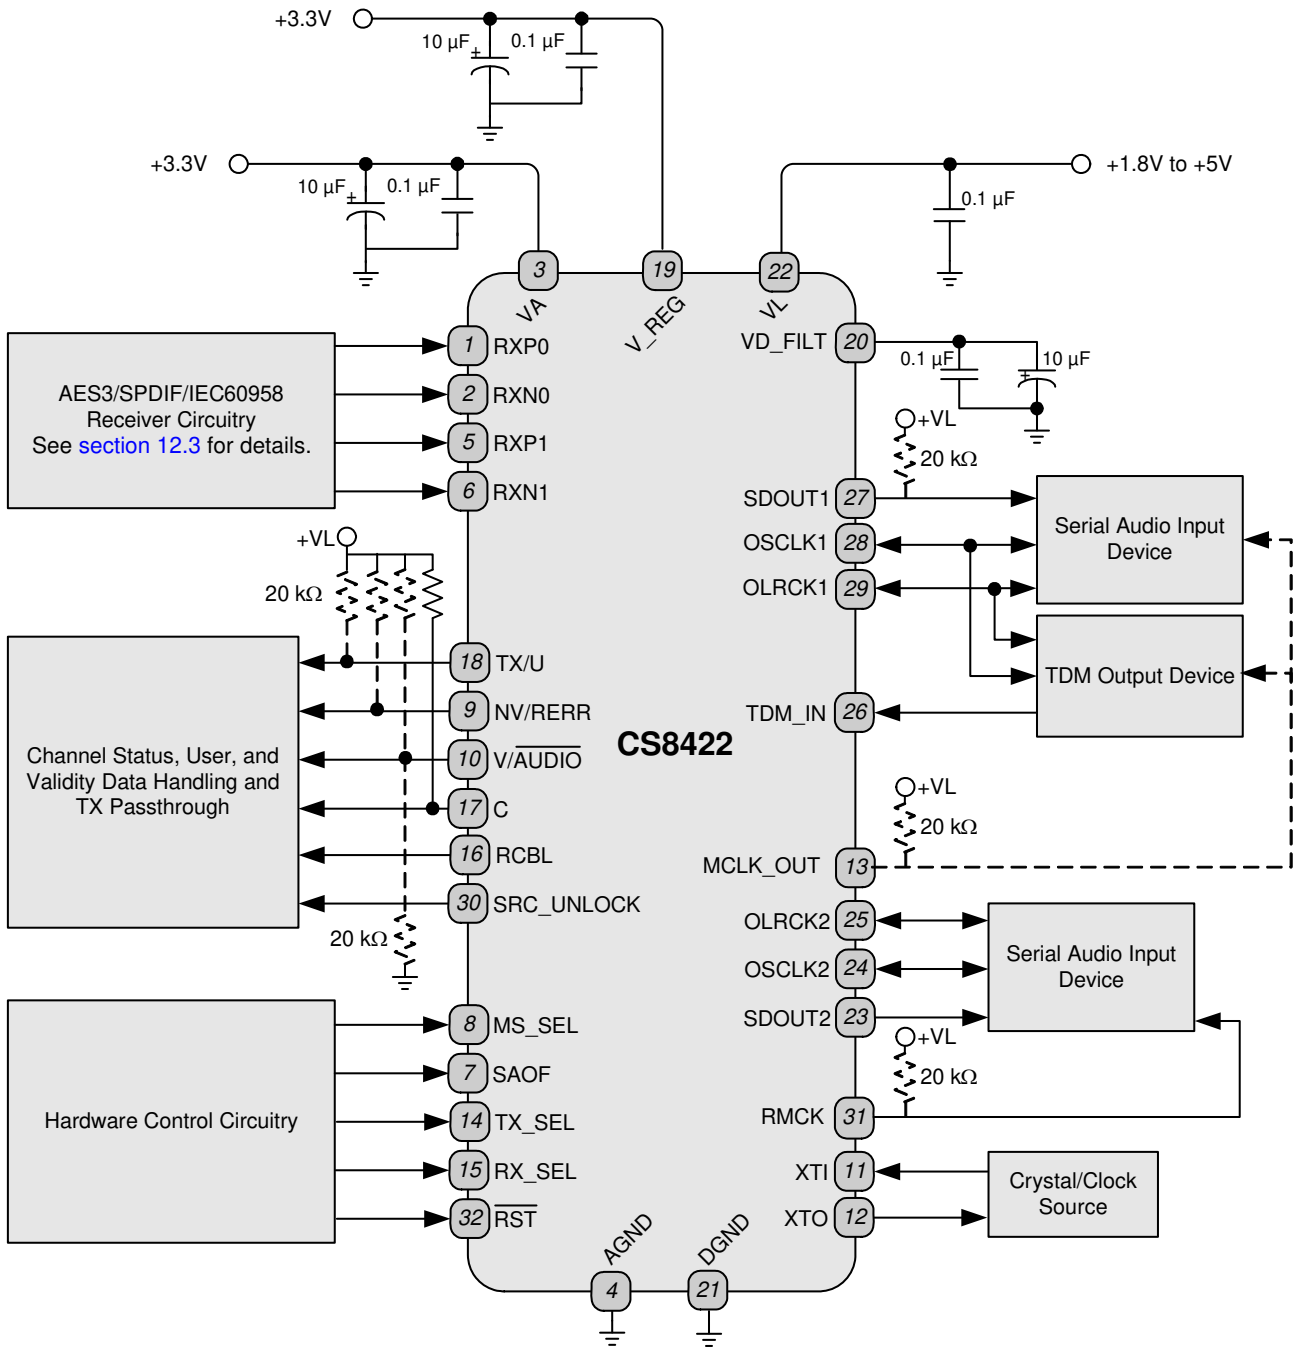 +3.3V
10 µF
+
0.1 µF
+3.3V
10 µF
+
0.1 µF
+1.8V to +5V
0.1 µF
3
VA
19
V_REG
22
VL
AES3/SPDIF/IEC60958
Receiver Circuitry
See section 12.3 for details.
1 RXP0
2 RXN0
5 RXP1
6 RXN1
VD_FILT 20
0.1 µF
10 µF
+
+VL
20 kΩ
SDOUT1 27
OSCLK1 28
OLRCK1 29
Serial Audio Input
Device
+VL
20 kΩ
Channel Status, User, and
Validity Data Handling and
TX Passthrough
18 TX/U
9 NV/RERR
10 V/AUDIO
17 C
16 RCBL
30 SRC_UNLOCK
20 kΩ
TDM Output Device
TDM_IN 26
CS8422
+VL
20 kΩ
MCLK_OUT 13
OLRCK2 25
OSCLK2 24
SDOUT2 23
Serial Audio Input
Device
+VL
20 kΩ
RMCK 31
Hardware Control Circuitry
8 MS_SEL
7 SAOF
14 TX_SEL
15 RX_SEL
32 RST
XTI 11
XTO 12
Crystal/Clock
Source
AGND
4
DGND
21